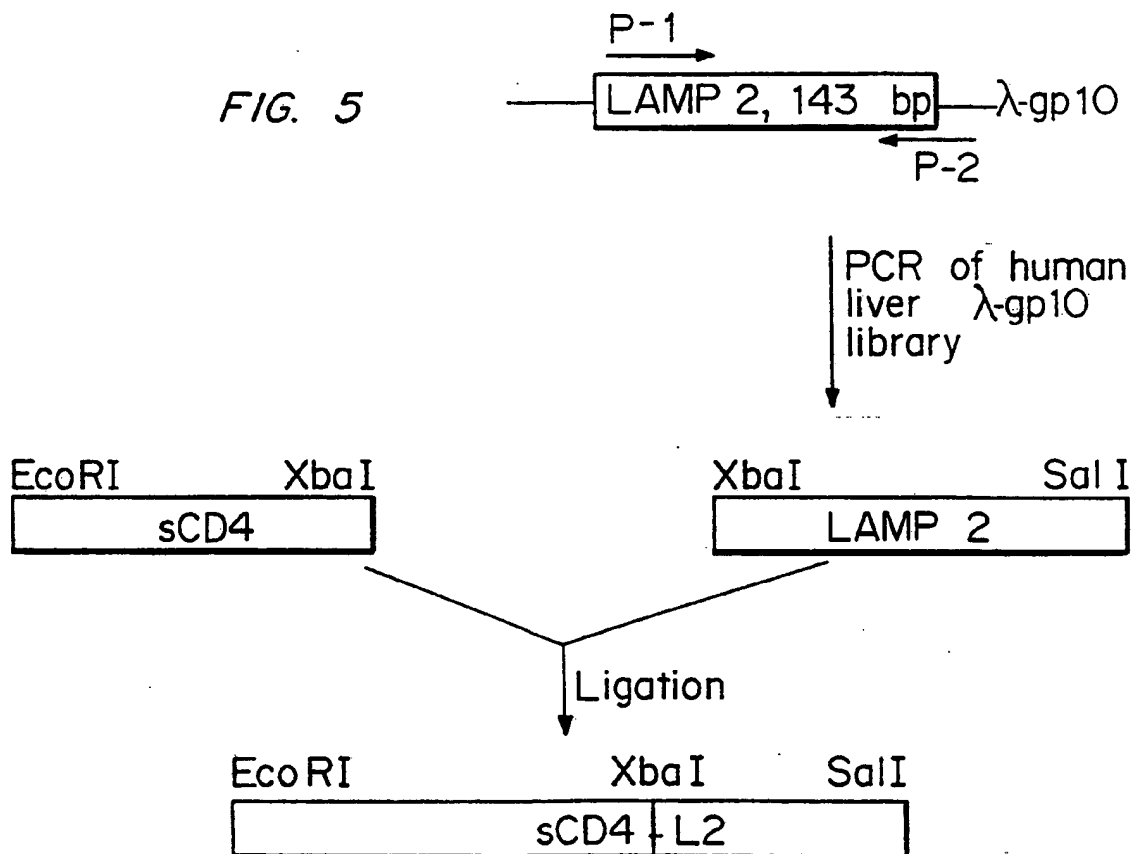 P-1
FIG. 5
LAMP 2, 143 bp
λ-gp10
P-2
PCR of human
liver λ-gp10
library
EcoRI XbaI
sCD4
XbaI Sal I
LAMP 2
Ligation
EcoRI XbaI SalI
sCD4-L2